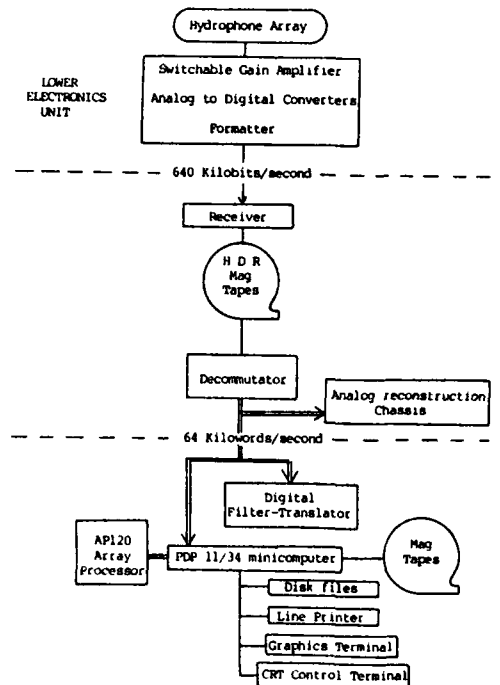 Hydrophone Array
LOWER
ELECTRONICS
UNIT
Switchable Gain Amplifier
Analog to Digital Converters
Formatter
640 Kilobits/second
Receiver
H D R
Mag
Tapes
Decommutator
Analog reconstruction
Chassis
64 Kilowords/second
Digital
Filter-Translator
AP120
Array
Processor
PDP 11/34 minicomputer
Mag
Tapes
Disk files
Line Printer
Graphics Terminal
CRT Control Terminal